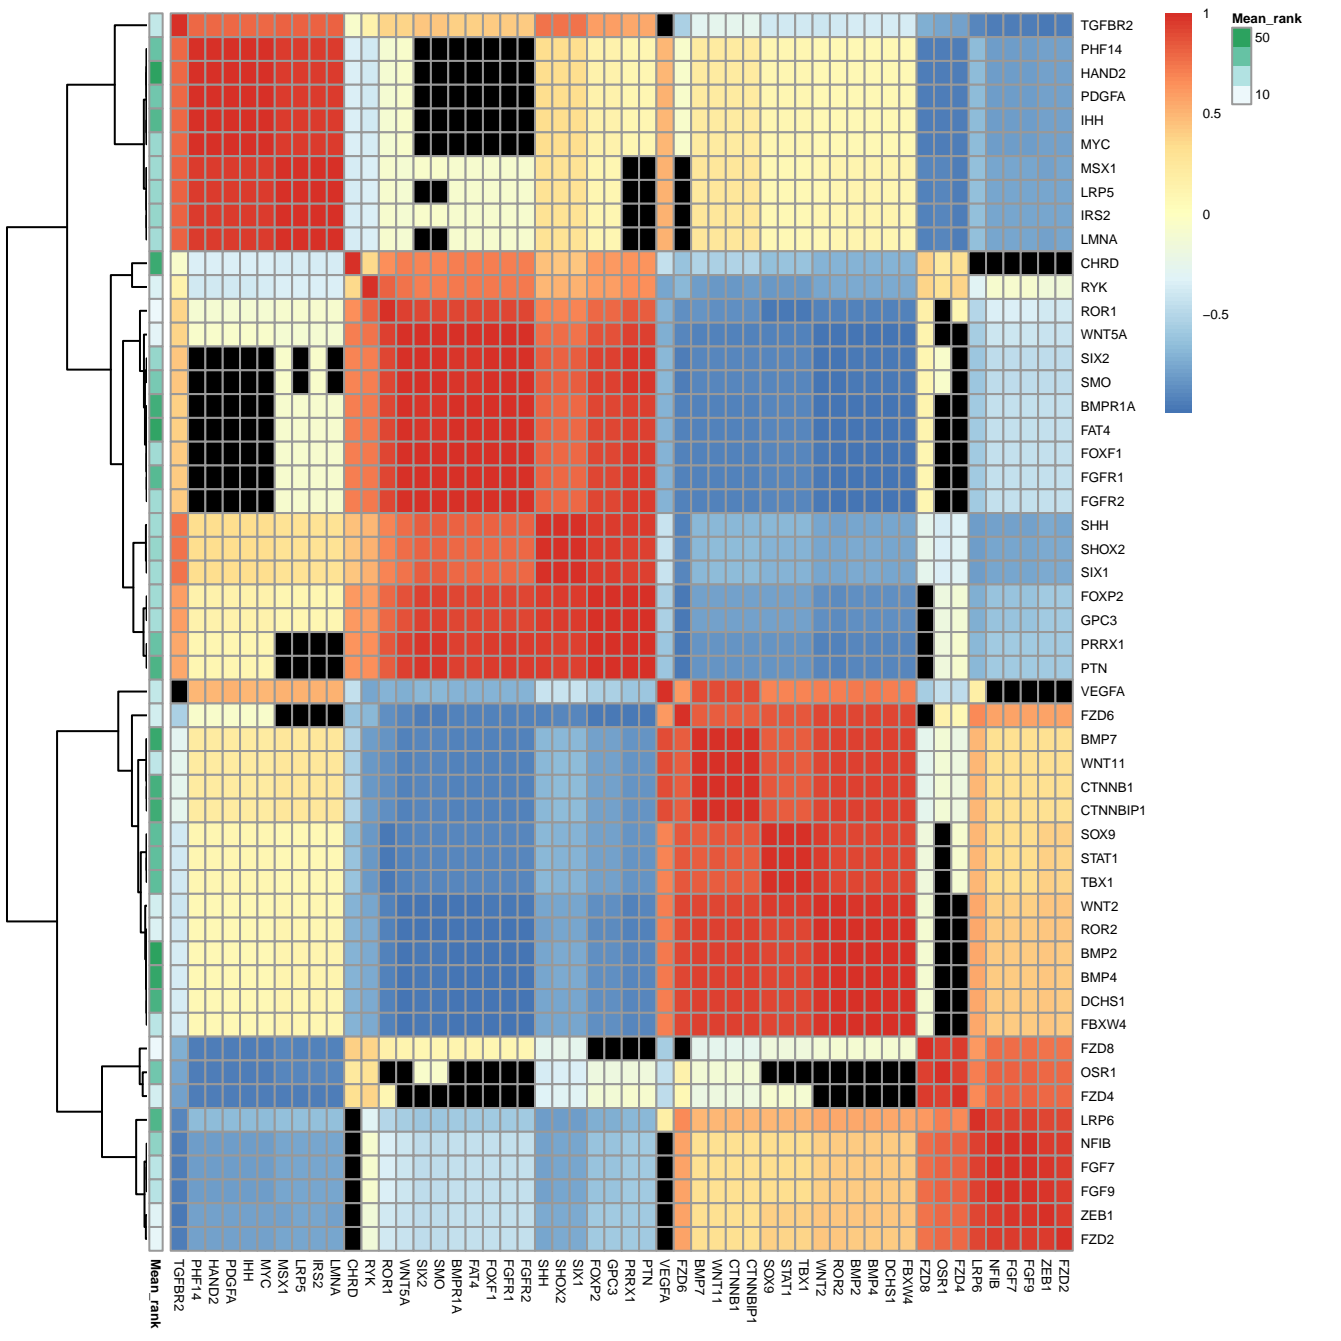 1
0.5
0
−0.5
Mean_rank
50
10
TGFBR2
PHF14
HAND2
PDGFA
IHH
MYC
MSX1
LRP5
IRS2
LMNA
CHRD
RYK
ROR1
WNT5A
SIX2
SMO
BMPR1A
FAT4
FOXF1
FGFR1
FGFR2
SHH
SHOX2
SIX1
FOXP2
GPC3
PRRX1
PTN
VEGFA
FZD6
BMP7
WNT11
CTNNB1
CTNNBIP1
SOX9
STAT1
TBX1
WNT2
ROR2
BMP2
BMP4
DCHS1
FBXW4
FZD8
OSR1
FZD4
LRP6
NFIB
FGF7
FGF9
ZEB1
FZD2
Mean_rank
TGFBR2
PHF14
HAND2
PDGFA
IHH
MYC
MSX1
LRP5
IRS2
LMNA
CHRD
RYK
ROR1
WNT5A
SIX2
SMO
BMPR1A
FAT4
FOXF1
FGFR1
FGFR2
SHH
SHOX2
SIX1
FOXP2
GPC3
PRRX1
PTN
VEGFA
FZD6
BMP7
WNT11
CTNNB1
CTNNBIP1
SOX9
STAT1
TBX1
WNT2
ROR2
BMP2
BMP4
DCHS1
FBXW4
FZD8
OSR1
FZD4
LRP6
NFIB
FGF7
FGF9
ZEB1
FZD2